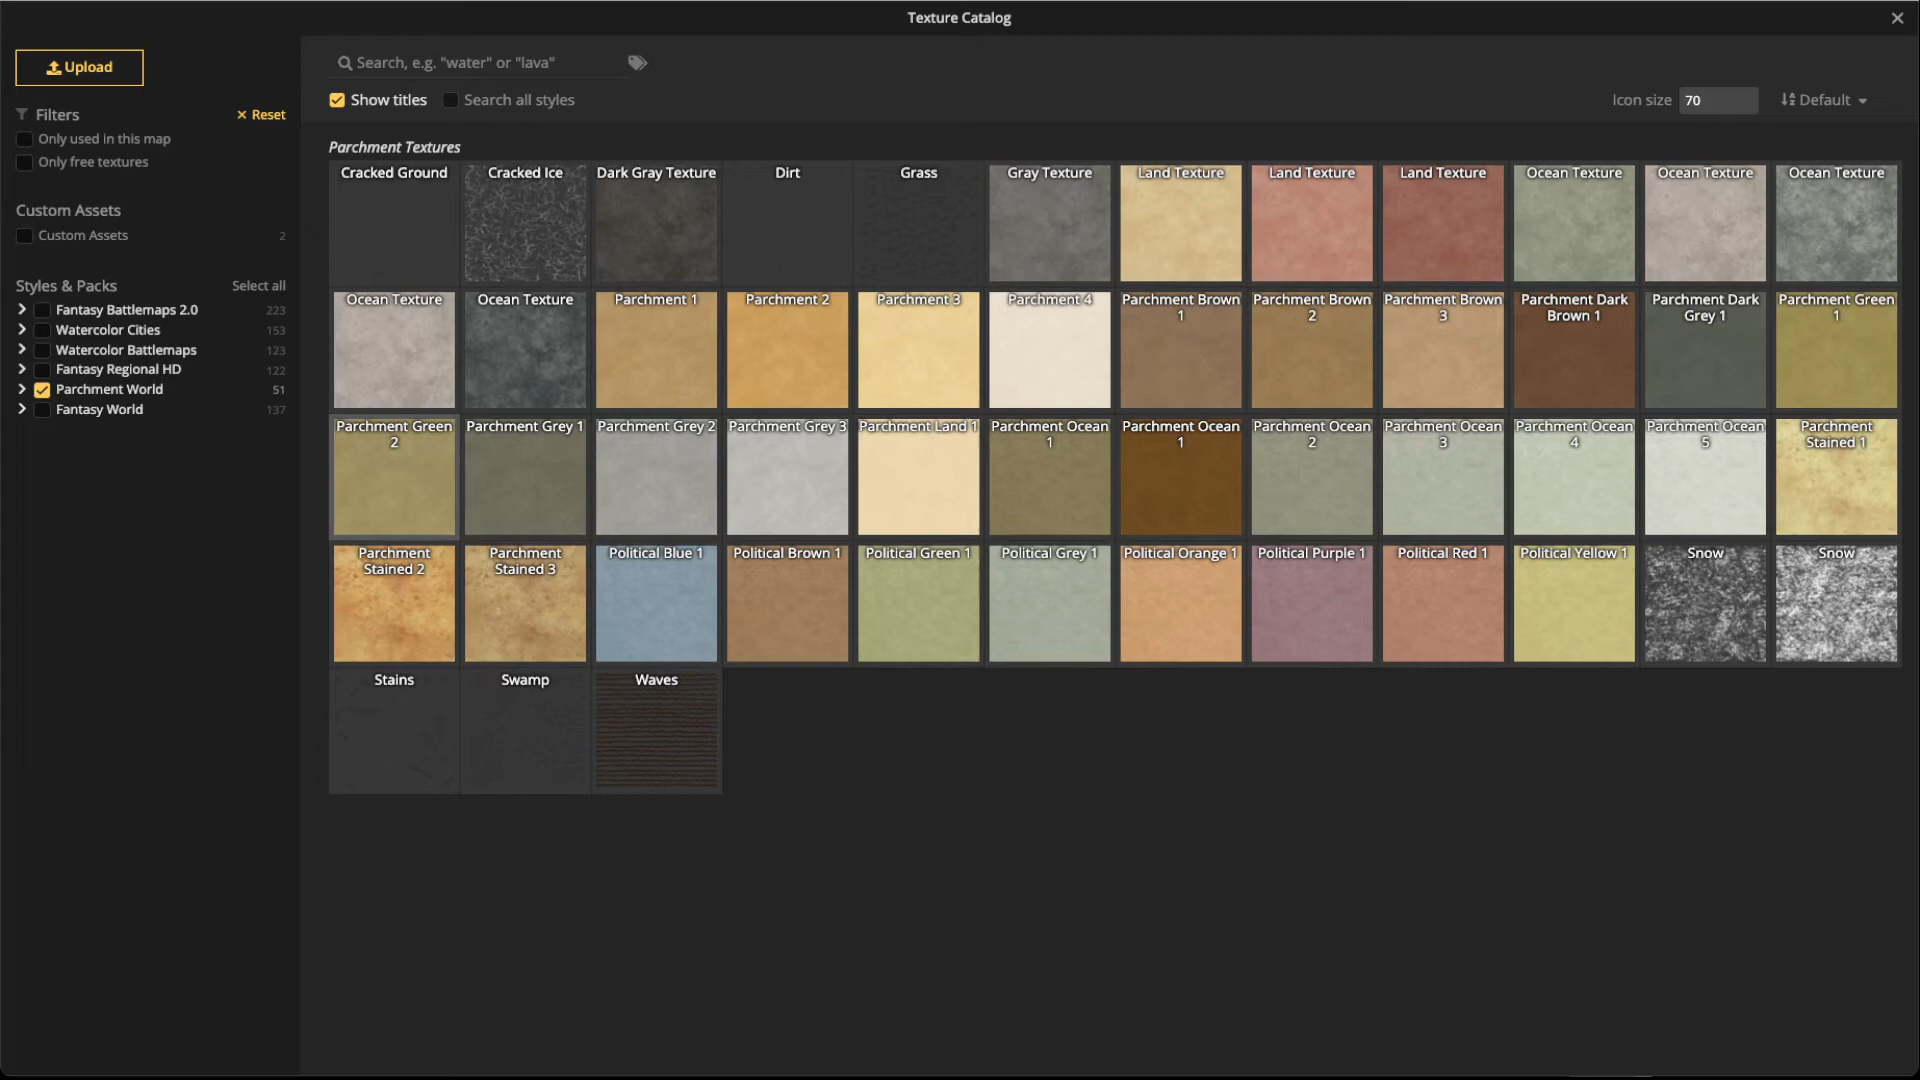 Texture Catalog
Upload
Search, e.g. "water" or "lava"
Show titles
Search all styles
Icon size
70
Default
Filters
Reset
Only used in this map
Only free textures
Custom Assets
Custom Assets
2
Styles & Packs
Select all
Fantasy Battlemaps 2.0
223
Watercolor Cities
153
Watercolor Battlemaps
123
Fantasy Regional HD
122
Parchment World
51
Fantasy World
137
Parchment Textures
Cracked Ground
Cracked Ice
Dark Gray Texture
Dirt
Grass
Gray Texture
Land Texture
Land Texture
Land Texture
Ocean Texture
Ocean Texture
Ocean Texture
Ocean Texture
Ocean Texture
Parchment 1
Parchment 2
Parchment 3
Parchment 4
Parchment Brown
1
Parchment Brown
2
Parchment Brown
3
Parchment Dark
Brown 1
Parchment Dark
Grey 1
Parchment Green
1
Parchment Green
2
Parchment Grey 1
Parchment Grey 2
Parchment Grey 3
Parchment Land 1
Parchment Ocean
1
Parchment Ocean
1
Parchment Ocean
2
Parchment Ocean
3
Parchment Ocean
4
Parchment Ocean
5
Parchment
Stained 1
Parchment
Stained 2
Parchment
Stained 3
Political Blue 1
Political Brown 1
Political Green 1
Political Grey 1
Political Orange 1
Political Purple 1
Political Red 1
Political Yellow 1
Snow
Snow
Stains
Swamp
Waves